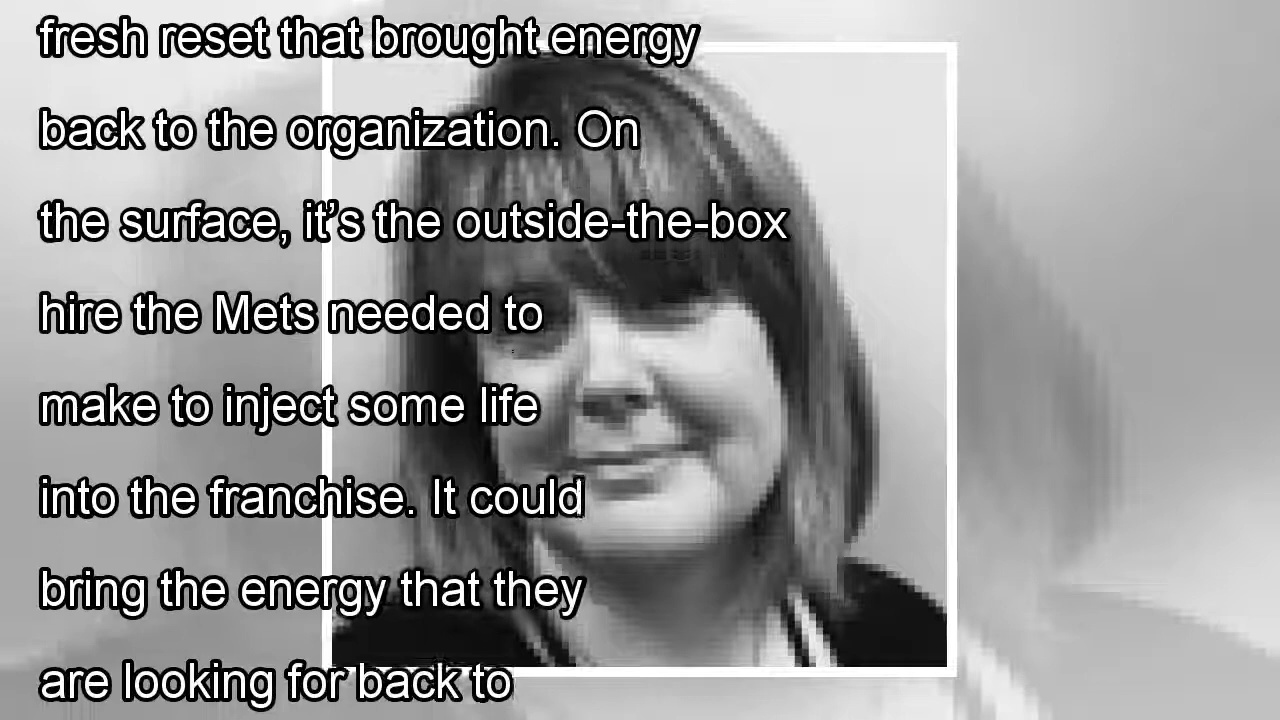 fresh reset that brought energy
back to the organization. On
the surface, it’s the outside-the-box
hire the Mets needed to
make to inject some life
into the franchise. It could
bring the energy that they
are looking for back to